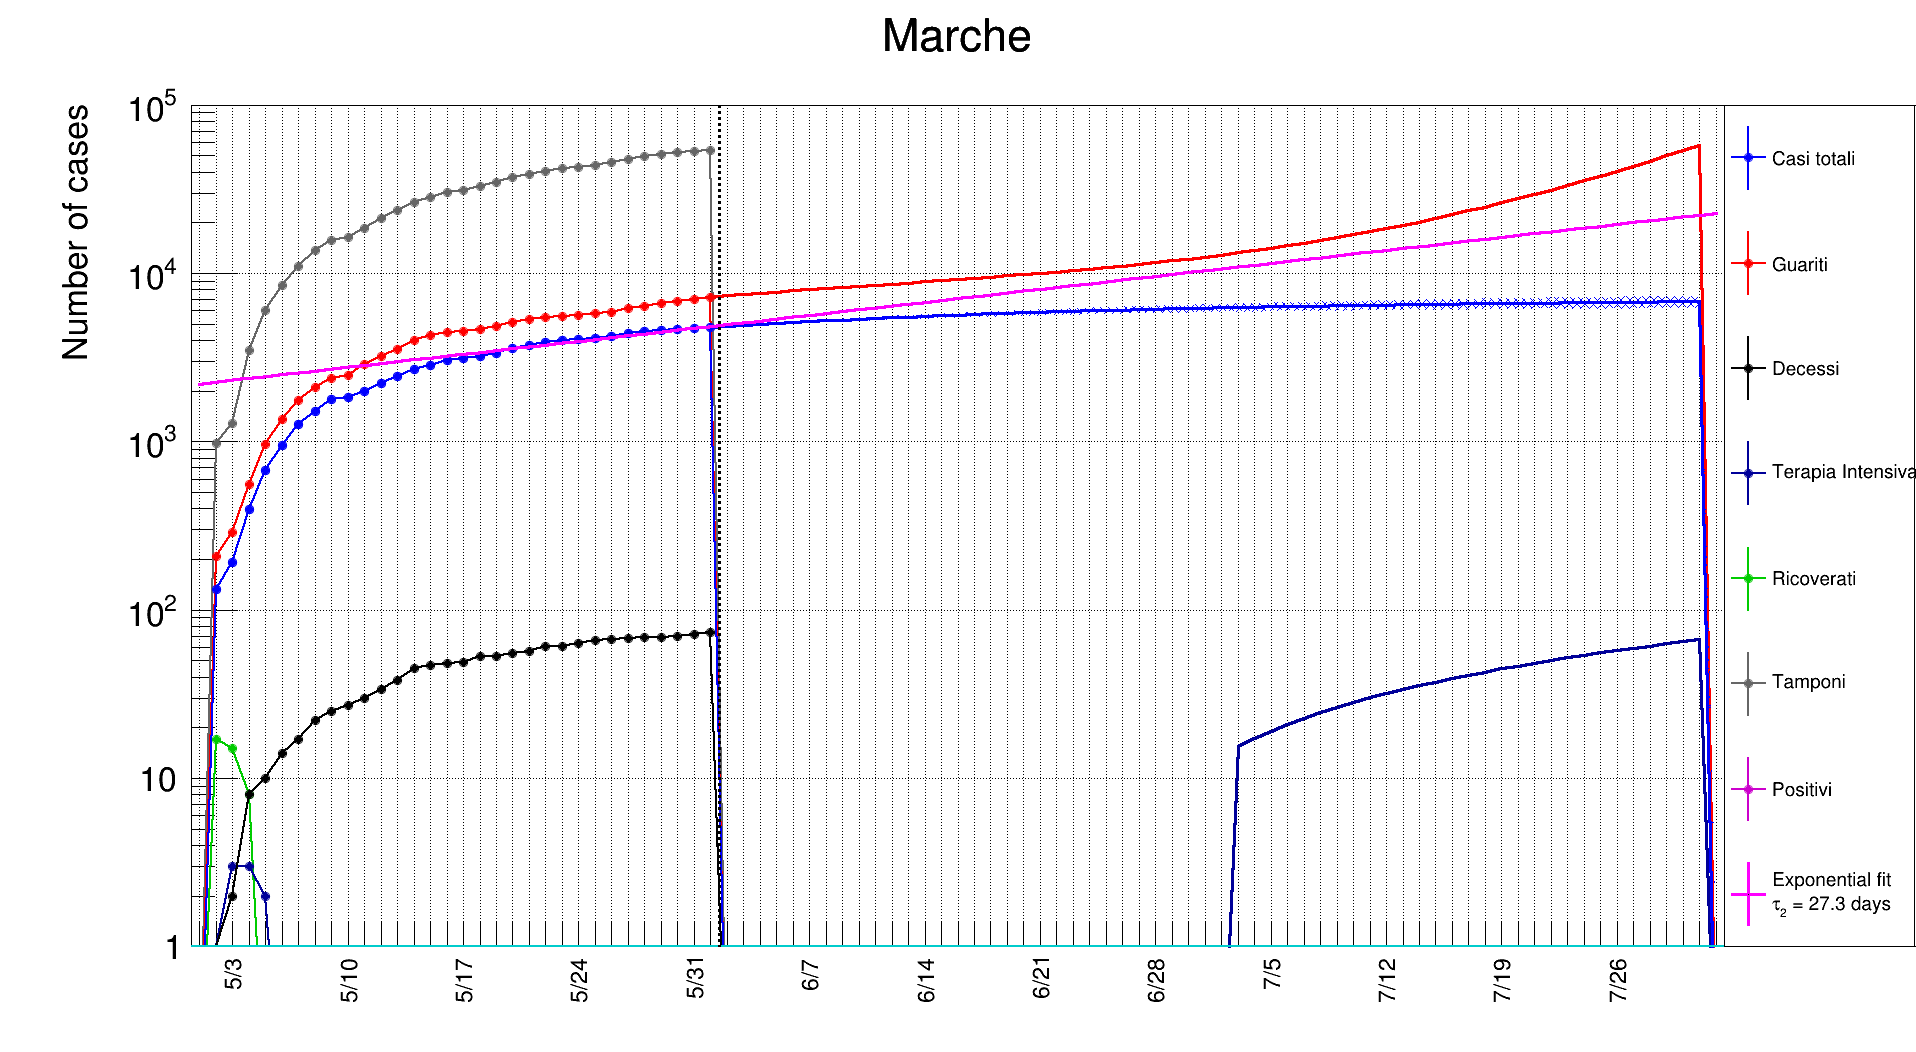 Marche
Number of cases
10^5
10^4
10^3
10^2
10
1
5/3
5/10
5/17
5/24
5/31
6/7
6/14
6/21
6/28
7/5
7/12
7/19
7/26
Casi totali
Guariti
Decessi
Terapia Intensiva
Ricoverati
Tamponi
Positivi
Exponential fit
τ₂ = 27.3 days